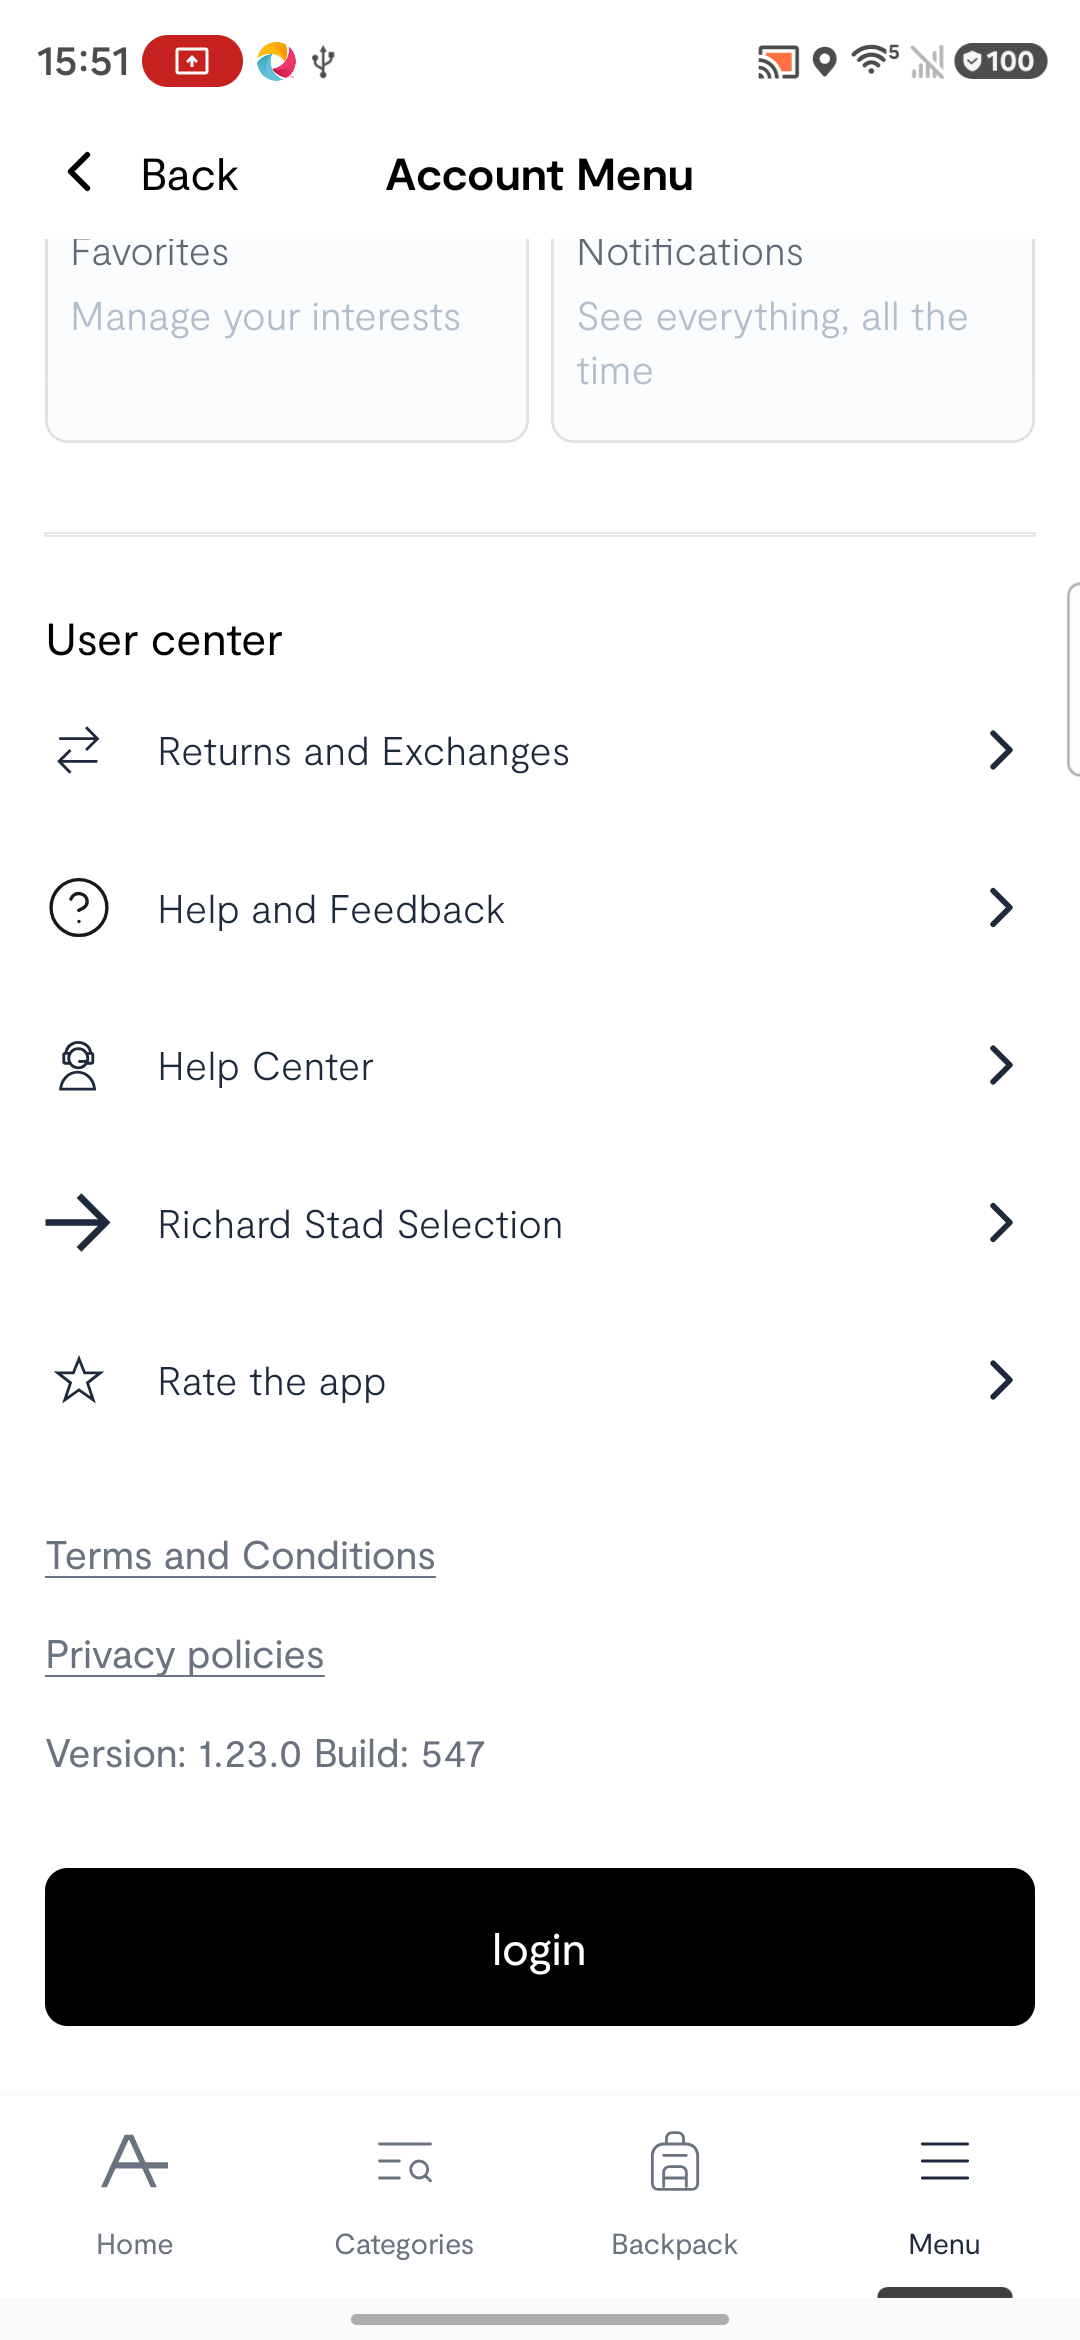 15:51
5
100
Back
Account Menu
Favorites
Notifications
Manage your interests
See everything, all the
time
User center
Returns and Exchanges
Help and Feedback
Help Center
Richard Stad Selection
Rate the app
Terms and Conditions
Privacy policies
Version: 1.23.0 Build: 547
login
Home
Categories
Backpack
Menu